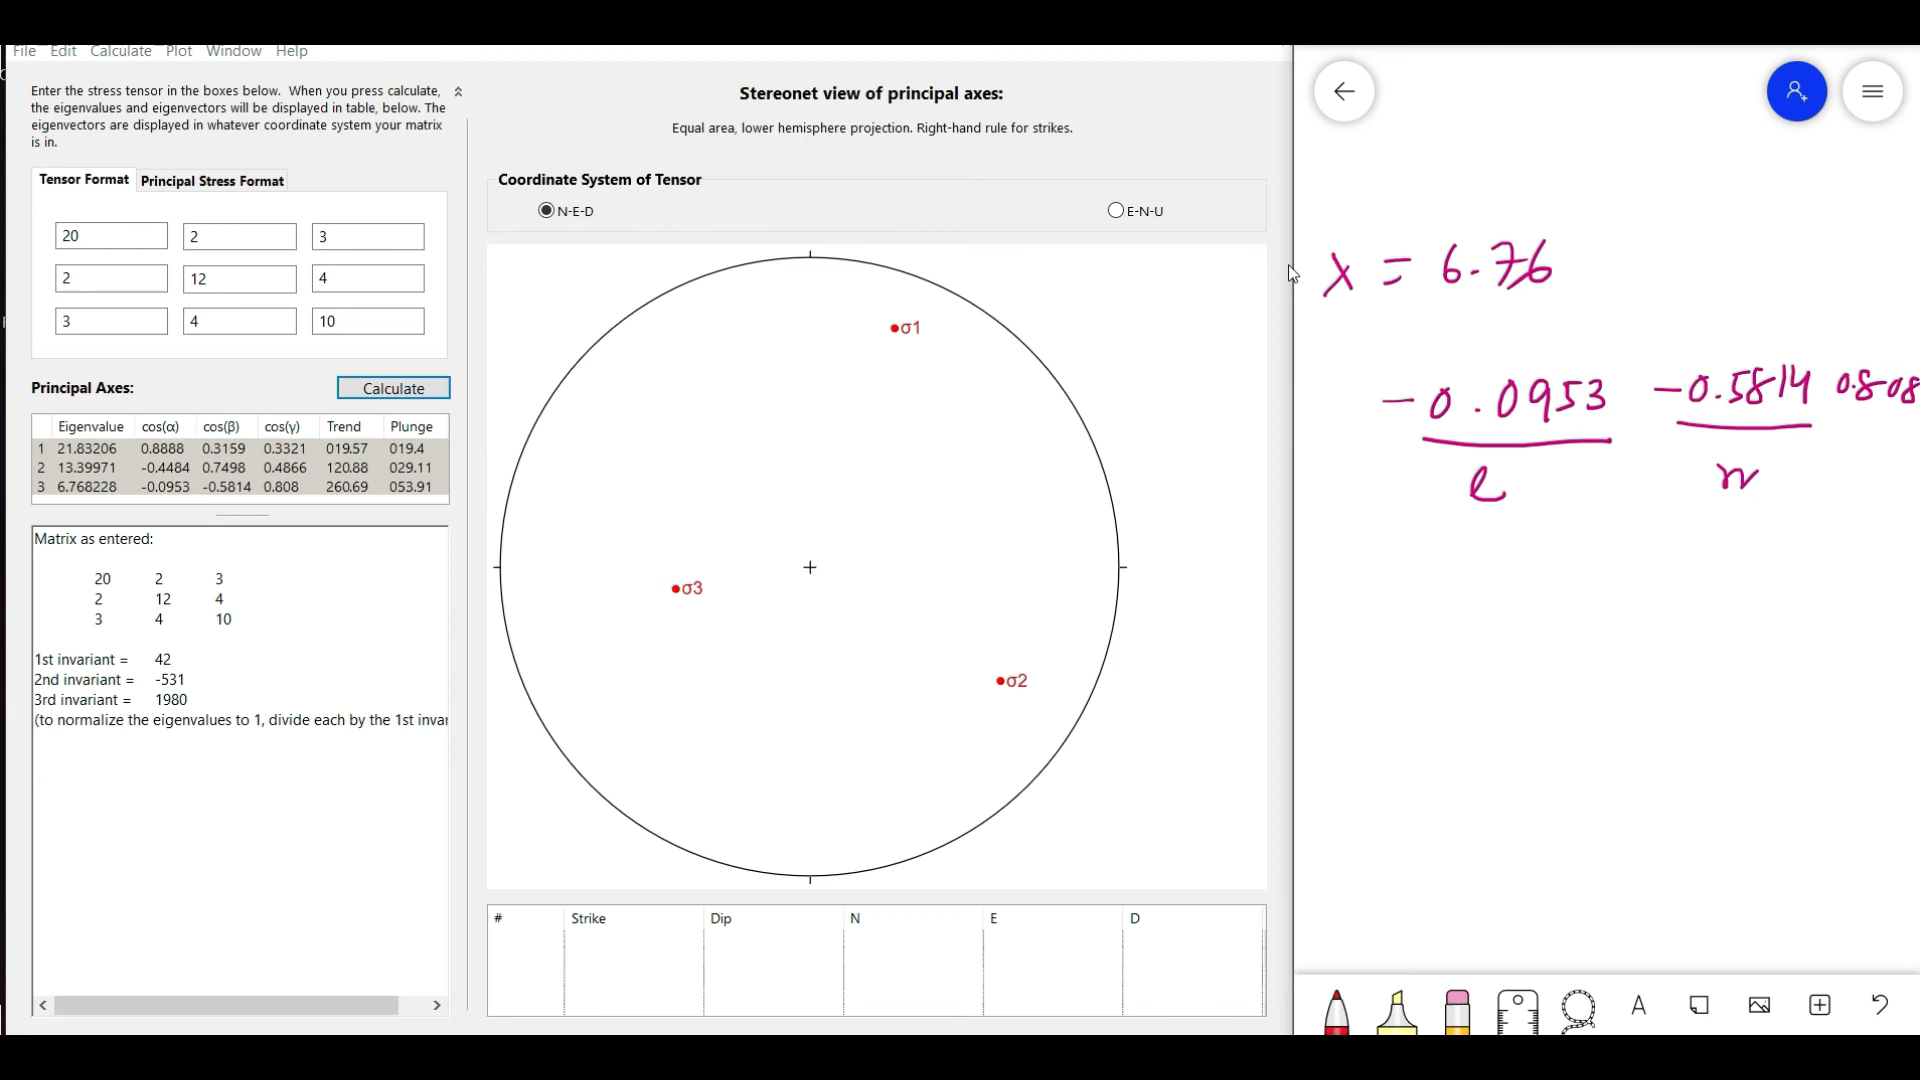 File Edit Calculate Plot Window Help
Enter the stress tensor in the boxes below. When you press calculate,
the eigenvalues and eigenvectors will be displayed in table, below. The
eigenvectors are displayed in whatever coordinate system your matrix
is in.
Tensor Format Principal Stress Format
20 2 3
2 12 4
3 4 10
Principal Axes: Calculate
Eigenvalue cos(α) cos(β) cos(γ) Trend Plunge
1 21.83206 0.8888 0.3159 0.3321 019.57 019.4
2 13.39971 -0.4484 0.7498 0.4866 120.88 029.11
3 6.768228 -0.0953 -0.5814 0.808 260.69 053.91
Matrix as entered:
20 2 3
2 12 4
3 4 10
1st invariant = 42
2nd invariant = -531
3rd invariant = 1980
(to normalize the eigenvalues to 1, divide each by the 1st invar
Stereonet view of principal axes:
Equal area, lower hemisphere projection. Right-hand rule for strikes.
Coordinate System of Tensor
N-E-D E-N-U
σ1
σ3
σ2
# Strike Dip N E D
λ = 6.76
-0.0953 -0.5814 0.808
l m
A